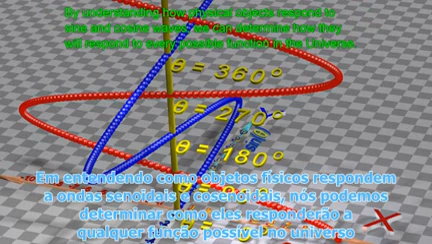 By understanding how physical objects respond to
sine and cosine waves, we can determine how they
will respond to every possible function in the Universe.
θ = 360°
θ = 270°
θ = 180°
Em entendendo como objetos físicos respondem
a ondas senoidais e cosenoidais, nós podemos
determinar como eles responderão a
qualquer função possível no universo
X